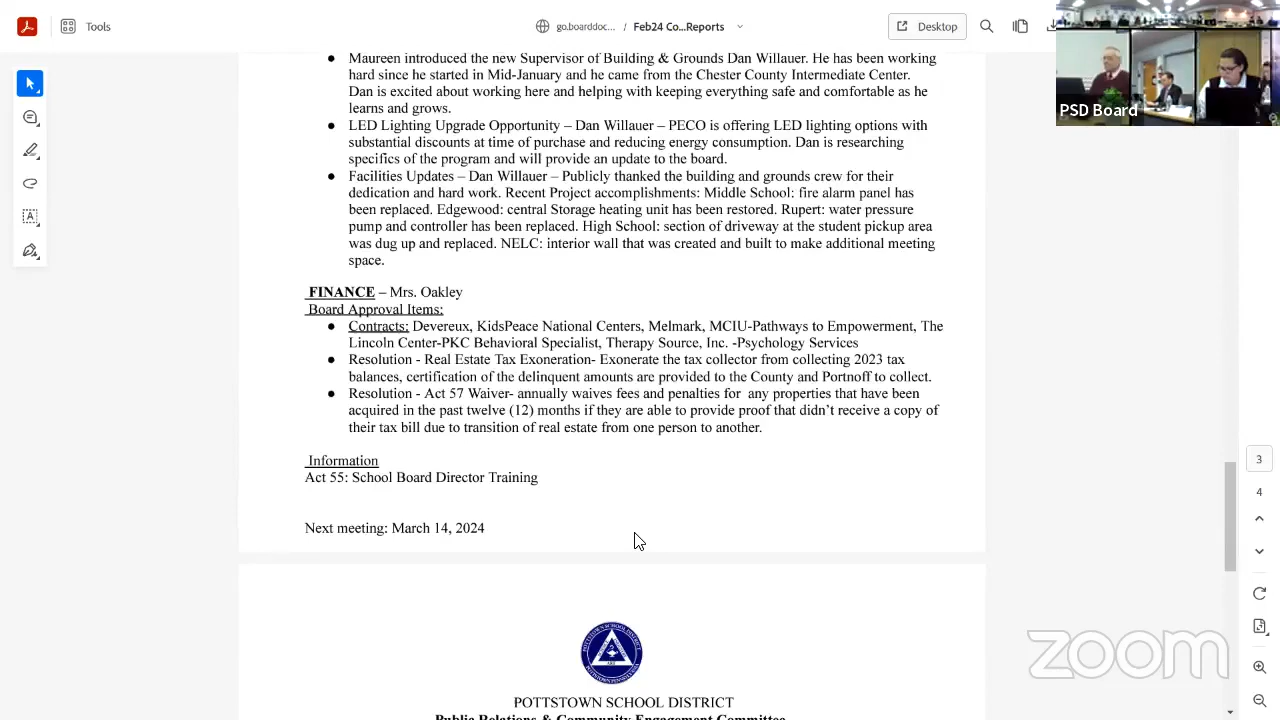 Tools
go.boarddoc... / Feb24 Co...Reports
Desktop
PSD Board
● Maureen introduced the new Supervisor of Building & Grounds Dan Willauer. He has been working
hard since he started in Mid-January and he came from the Chester County Intermediate Center.
Dan is excited about working here and helping with keeping everything safe and comfortable as he
learns and grows.
● LED Lighting Upgrade Opportunity – Dan Willauer – PECO is offering LED lighting options with
substantial discounts at time of purchase and reducing energy consumption. Dan is researching
specifics of the program and will provide an update to the board.
● Facilities Updates – Dan Willauer – Publicly thanked the building and grounds crew for their
dedication and hard work. Recent Project accomplishments: Middle School: fire alarm panel has
been replaced. Edgewood: central Storage heating unit has been restored. Rupert: water pressure
pump and controller has been replaced. High School: section of driveway at the student pickup area
was dug up and replaced. NELC: interior wall that was created and built to make additional meeting
space.
FINANCE – Mrs. Oakley
Board Approval Items:
● Contracts: Devereux, KidsPeace National Centers, Melmark, MCIU-Pathways to Empowerment, The
Lincoln Center-PKC Behavioral Specialist, Therapy Source, Inc. -Psychology Services
● Resolution - Real Estate Tax Exoneration- Exonerate the tax collector from collecting 2023 tax
balances, certification of the delinquent amounts are provided to the County and Portnoff to collect.
● Resolution - Act 57 Waiver- annually waives fees and penalties for any properties that have been
acquired in the past twelve (12) months if they are able to provide proof that didn't receive a copy of
their tax bill due to transition of real estate from one person to another.
Information
Act 55: School Board Director Training
Next meeting: March 14, 2024
3
4
zoom
POTTSTOWN SCHOOL DISTRICT
Public Relations & Community Engagement Committee